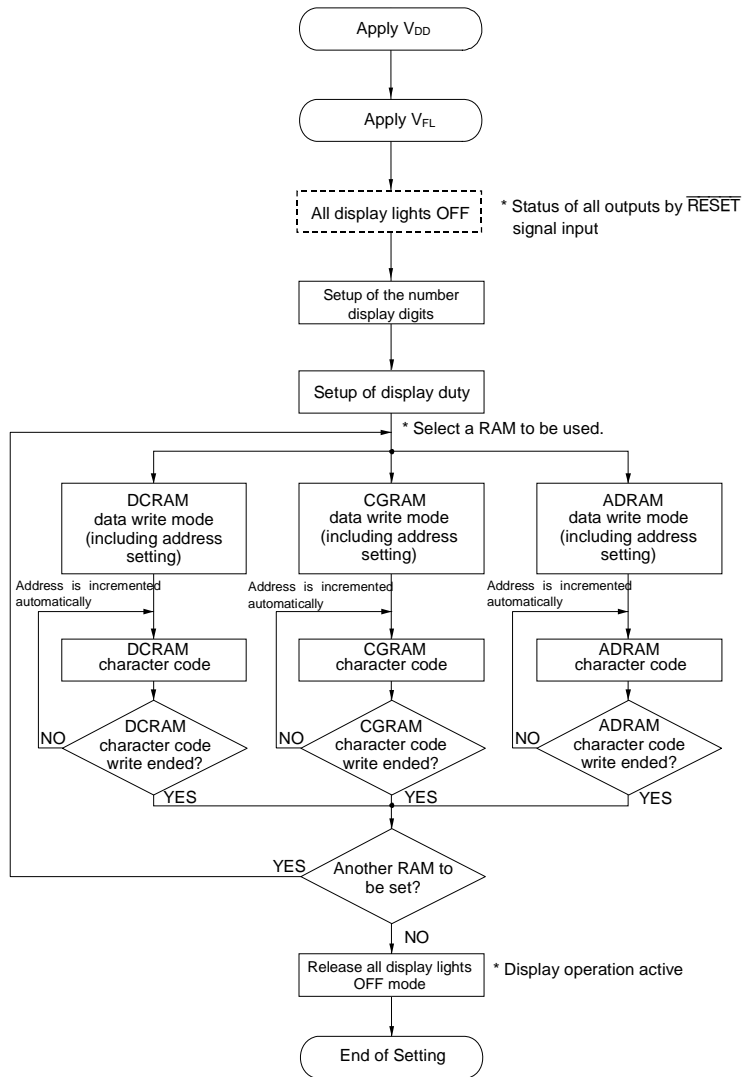 Apply VDD
Apply VFL
All display lights OFF
* Status of all outputs by RESET
signal input
Setup of the number
display digits
Setup of display duty
* Select a RAM to be used.
DCRAM
data write mode
(including address
setting)
CGRAM
data write mode
(including address
setting)
ADRAM
data write mode
(including address
setting)
Address is incremented
automatically
Address is incremented
automatically
Address is incremented
automatically
DCRAM
character code
CGRAM
character code
ADRAM
character code
NO
DCRAM
character code
write ended?
YES
NO
CGRAM
character code
write ended?
YES
NO
ADRAM
character code
write ended?
YES
YES
Another RAM to
be set?
NO
Release all display lights
OFF mode
* Display operation active
End of Setting